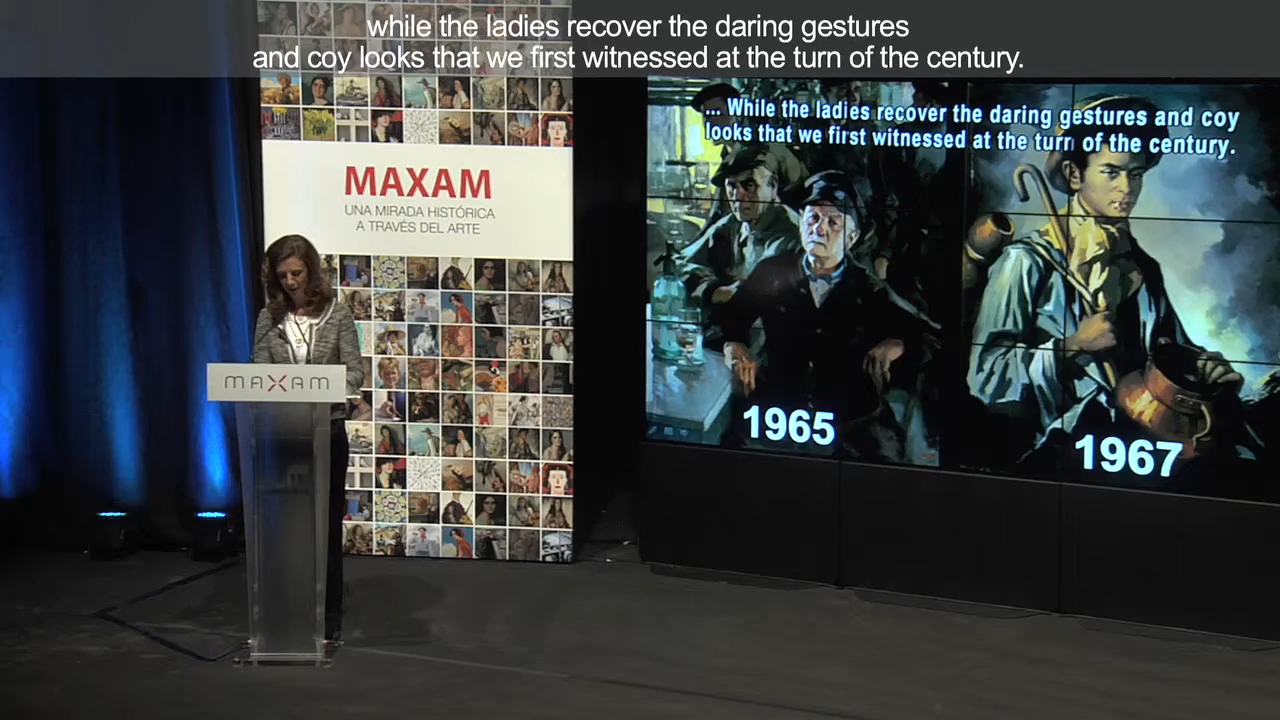 while the ladies recover the daring gestures
and coy looks that we first witnessed at the turn of the century.
... While the ladies recover the daring gestures and coy
looks that we first witnessed at the turn of the century.
MAXAM
UNA MIRADA HISTÓRICA
A TRAVÉS DEL ARTE
MAXAM
1965
1967